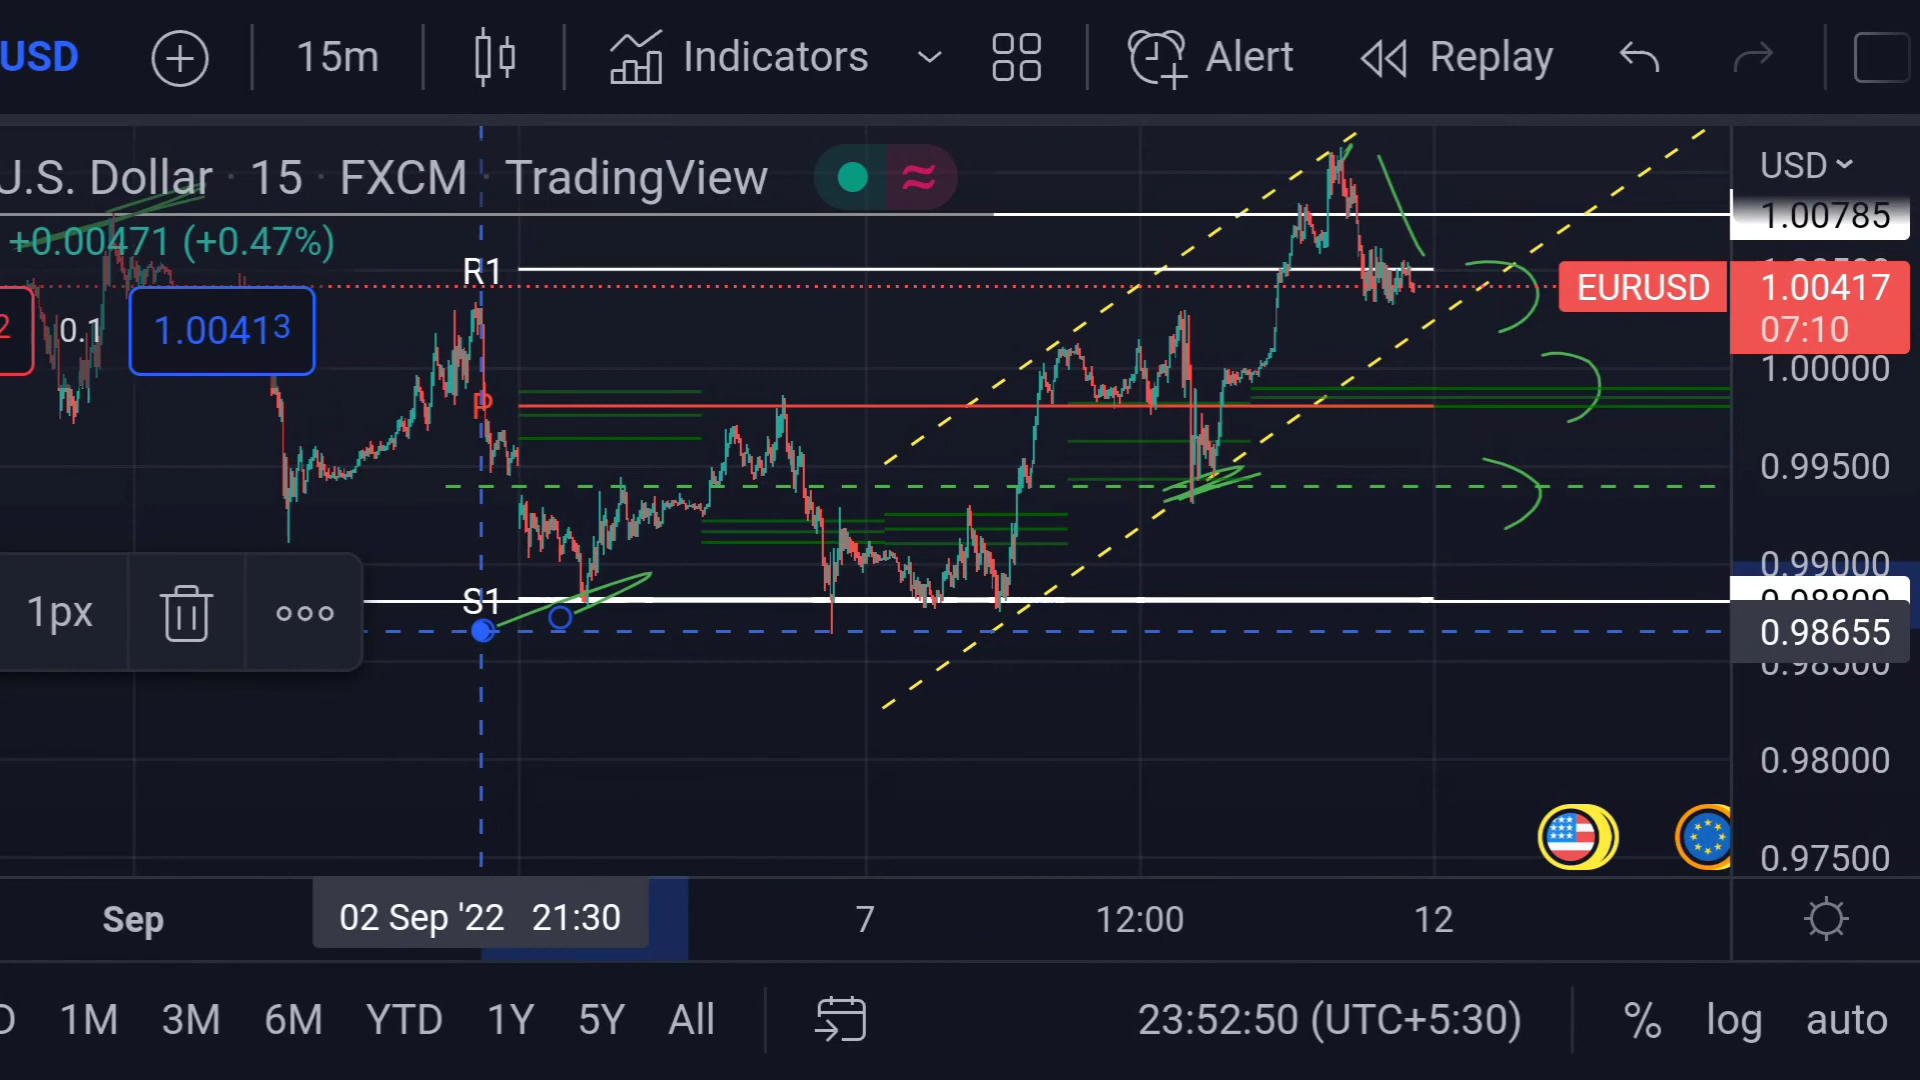 USD 15m Indicators Alert Replay
U.S. Dollar · 15 · FXCM · TradingView
USD
+0.00471 (+0.47%)
1.00785
R1
EURUSD 1.00417
07:10
2 0.1 1.00413
1.00000
P
0.99500
0.99000
S1
1px
0.98655
0.98500
0.98000
0.97500
Sep 02 Sep '22 21:30 7 12:00 12
D 1M 3M 6M YTD 1Y 5Y All 23:52:50 (UTC+5:30) % log auto